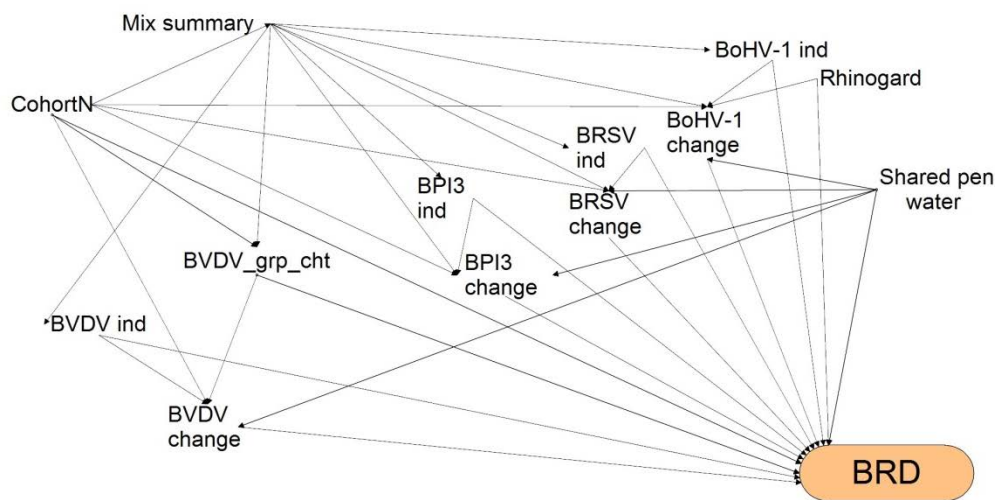 Mix summary
BoHV-1 ind
Rhinogard
CohortN
BoHV-1
change
BRSV
ind
BPI3
ind
BRSV
change
Shared pen
water
BVDV_grp_cht
BPI3
change
BVDV ind
BVDV
change
BRD